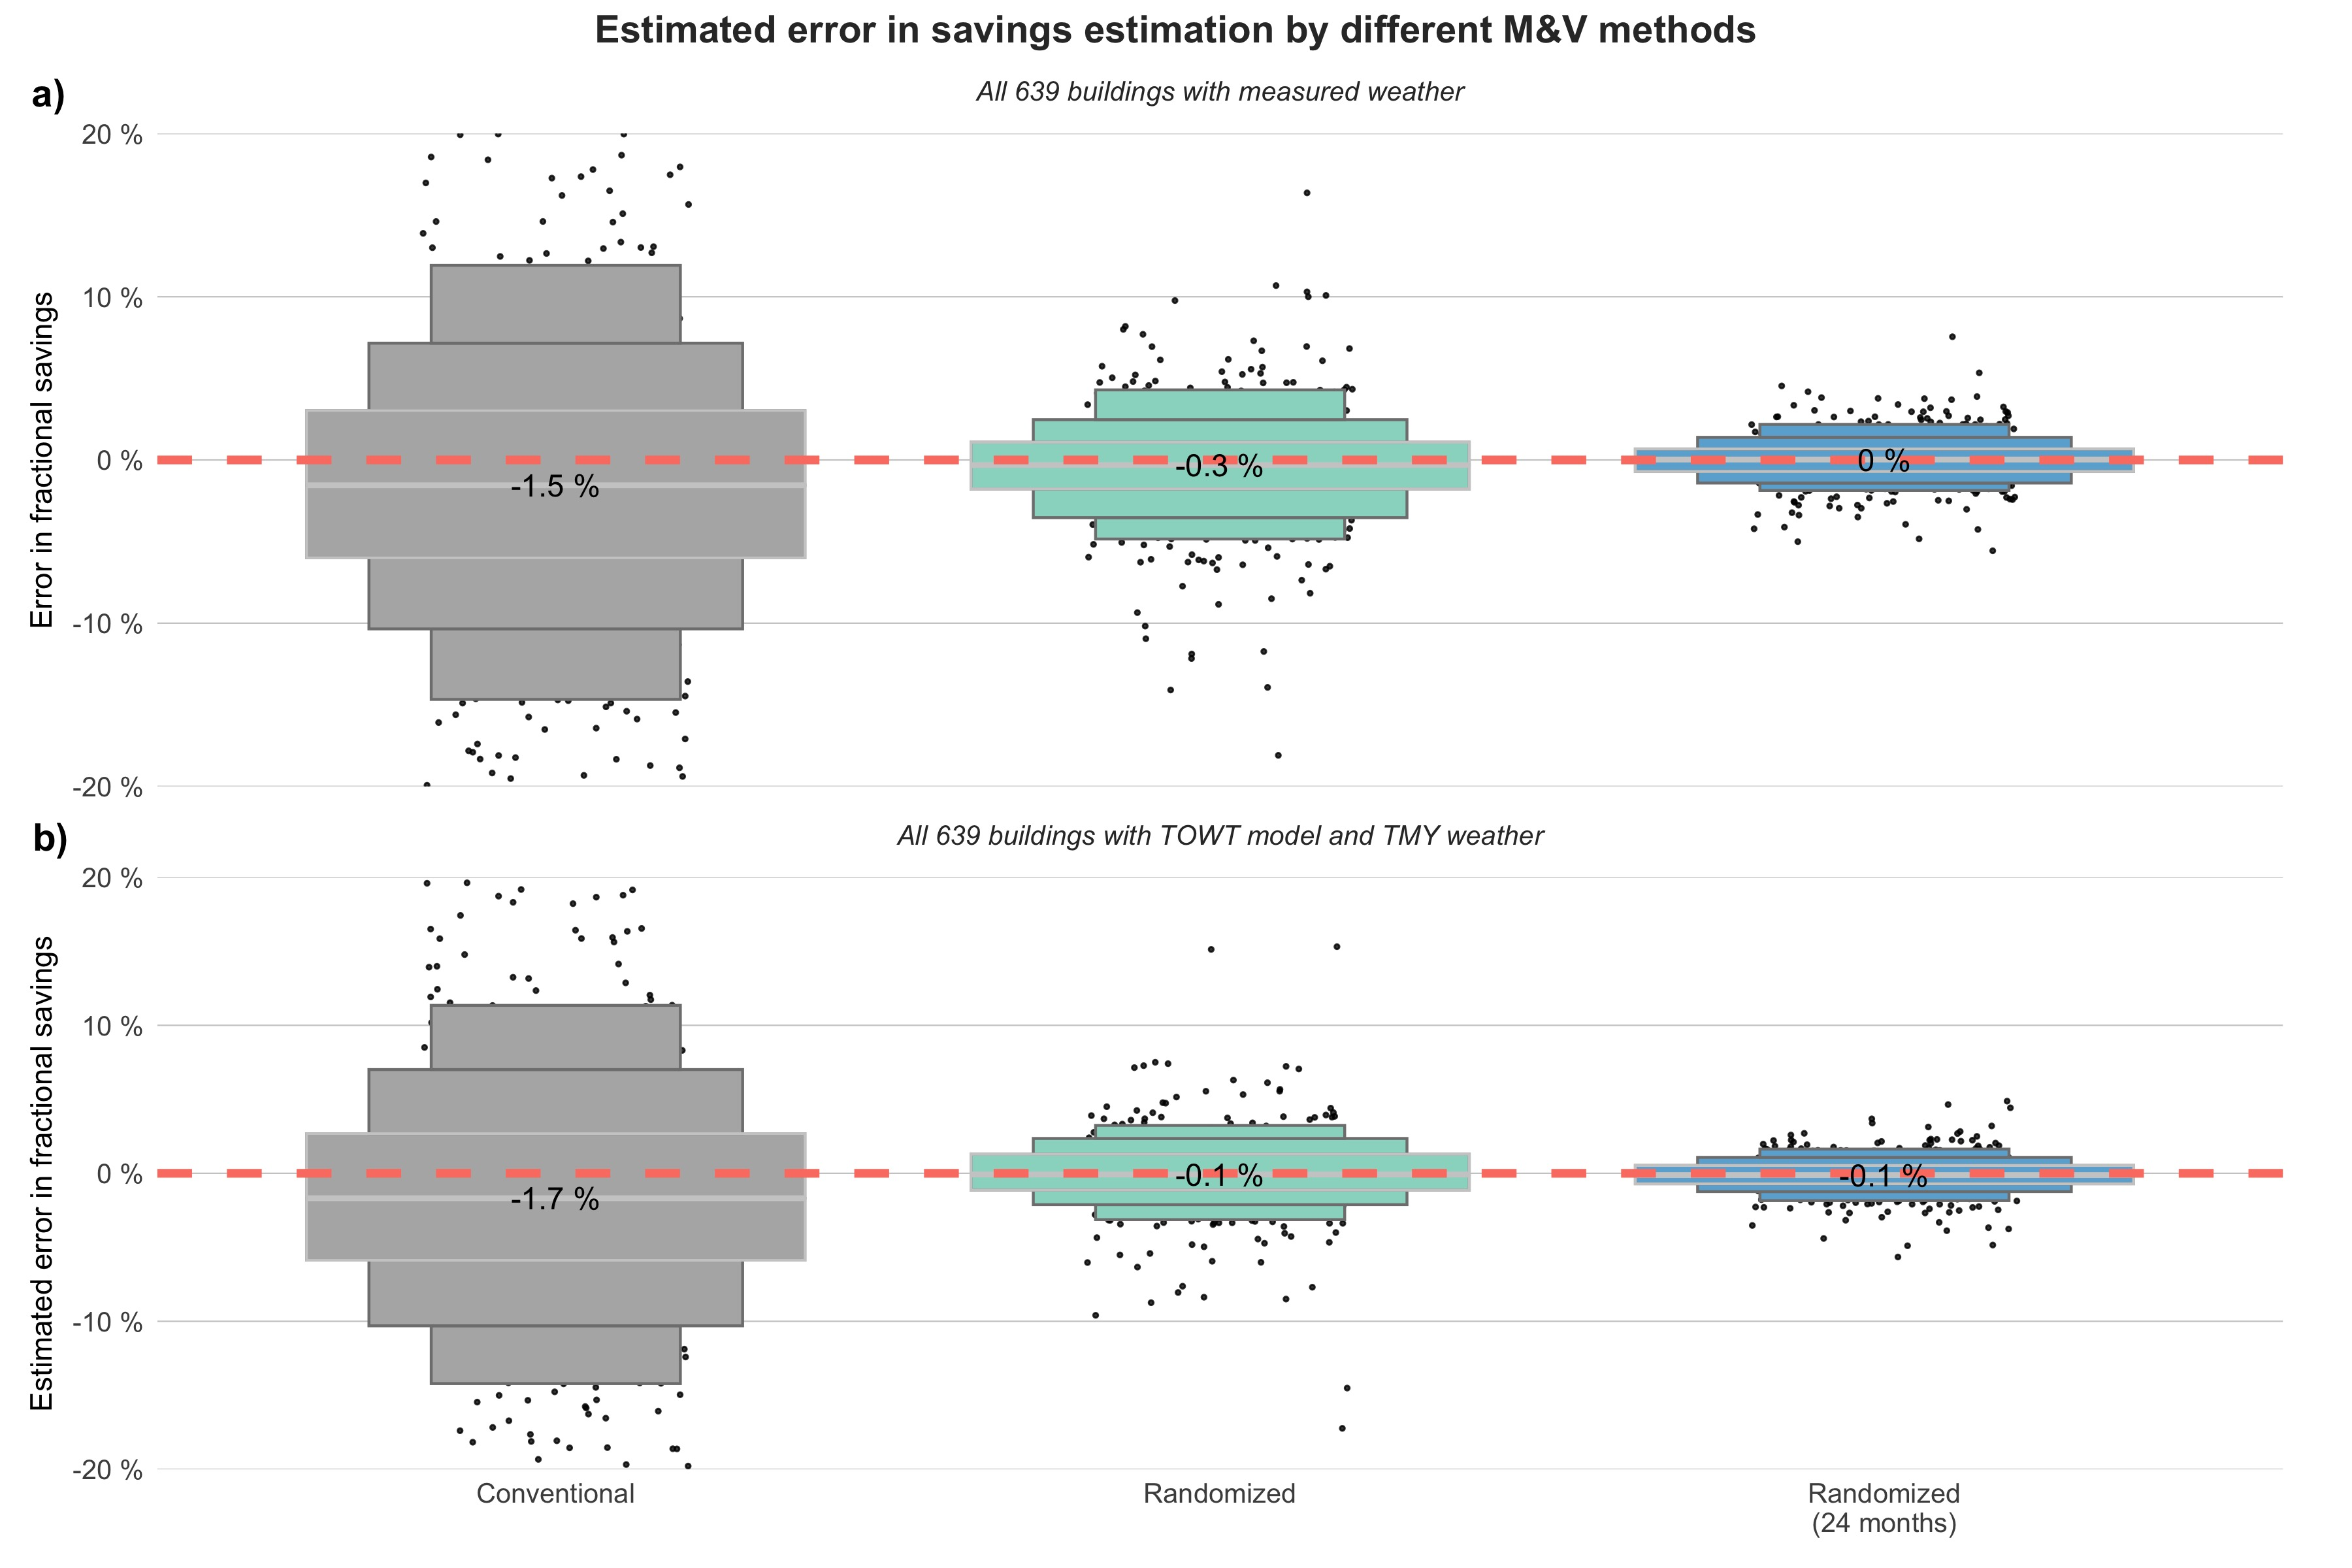 Estimated error in savings estimation by different M&V methods
a)
All 639 buildings with measured weather
Error in fractional savings
20 %
10 %
0 %
-10 %
-20 %
-1.5 %
-0.3 %
0 %
b)
All 639 buildings with TOWT model and TMY weather
Estimated error in fractional savings
20 %
10 %
0 %
-10 %
-20 %
-1.7 %
-0.1 %
-0.1 %
Conventional
Randomized
Randomized
(24 months)